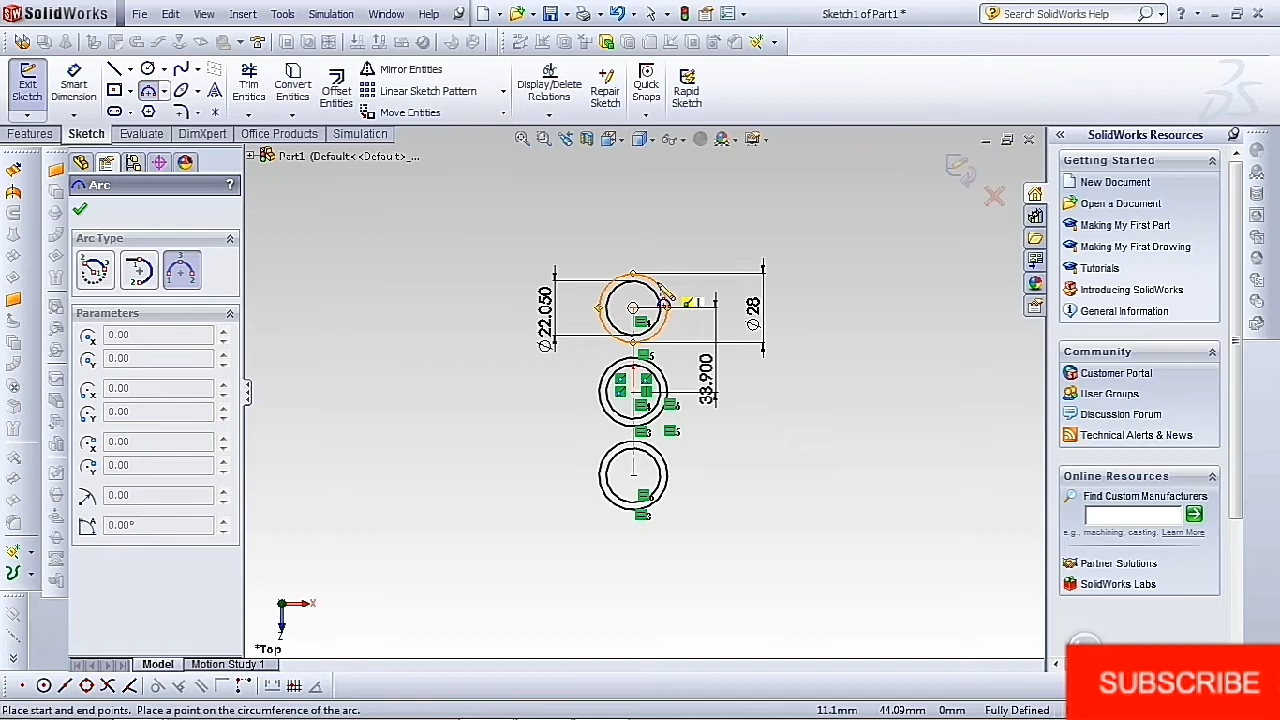 SolidWorks File Edit View Insert Tools Simulation Window Help Sketch1 of Part1 * Search SolidWorks Help
Exit Sketch
Smart Dimension
Trim Entities
Convert Entities
Offset Entities
Mirror Entities
Linear Sketch Pattern
Move Entities
Display/Delete Relations
Repair Sketch
Quick Snaps
Rapid Sketch
Features Sketch Evaluate DimXpert Office Products Simulation
Part1 (Default<<Default>_...
Arc ?
Arc Type
Parameters
0.00
0.00
0.00
0.00
0.00
0.00
0.00
0.00°
∅22.050
∅28
33.900
X
Z
*Top
SolidWorks Resources
Getting Started
New Document
Open a Document
Making My First Part
Making My First Drawing
Tutorials
Introducing SolidWorks
General Information
Community
Customer Portal
User Groups
Discussion Forum
Technical Alerts & News
Online Resources
Find Custom Manufacturers
e.g., machining, casting. Learn More
Partner Solutions
SolidWorks Labs
Model Motion Study 1
Place start and end points. Place a point on the circumference of the arc. 11.1mm 44.09mm 0mm Fully Defined
SUBSCRIBE